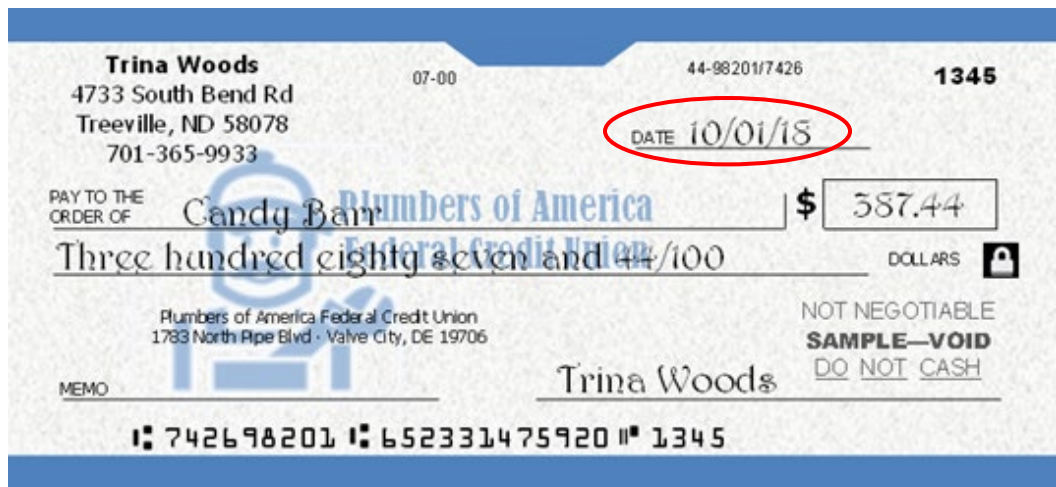 Trina Woods
4733 South Bend Rd
Treeville, ND 58078
701-365-9933
07-00
44-98201/7426
1345
DATE 10/01/18
PAY TO THE
ORDER OF Candy Barr $ 387.44
Plumbers of America
Federal Credit Union
Three hundred eighty seven and 44/100 DOLLARS
Plumbers of America Federal Credit Union
1783 North Pipe Blvd · Valve City, DE 19706
NOT NEGOTIABLE
SAMPLE—VOID
DO NOT CASH
MEMO
Trina Woods
⑆ 742698201 ⑆ 652331475920 ⑈ 1345